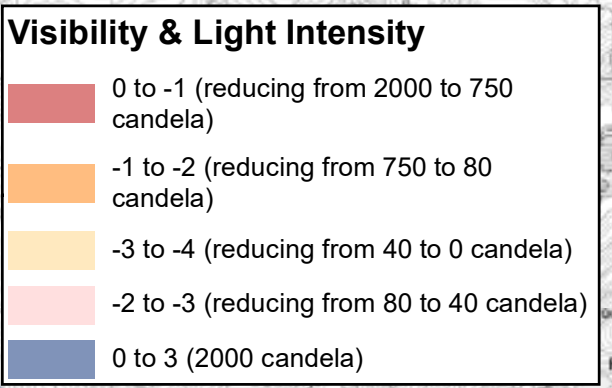 Visibility & Light Intensity
0 to -1 (reducing from 2000 to 750
candela)
-1 to -2 (reducing from 750 to 80
candela)
-3 to -4 (reducing from 40 to 0 candela)
-2 to -3 (reducing from 80 to 40 candela)
0 to 3 (2000 candela)